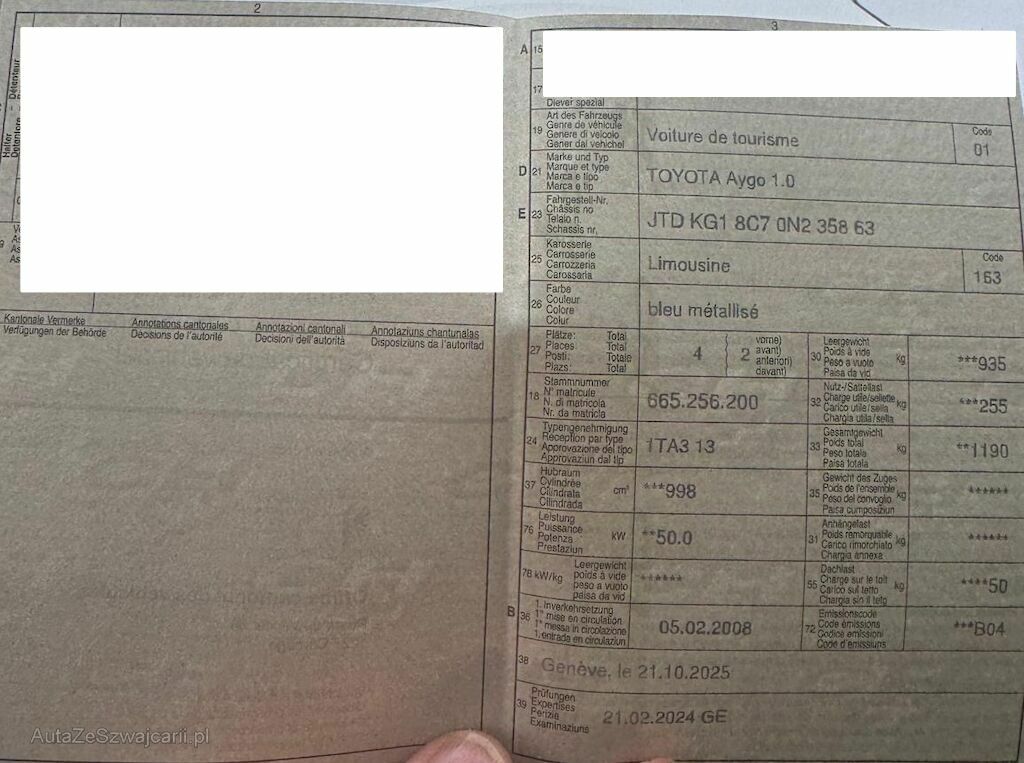 2
Halter
Détenteur
Kantonale Vermerke
Verfügungen der Behörde
Annotations cantonales
Décisions de l'autorité
Annotazioni cantonali
Decisioni dell'autorità
Annotaziuns chantunalas
Disposiziuns da l'autoritad
AutaZeSzwajcarii.pl
3
A 15
17
Diever spezial
19 Art des Fahrzeugs
Genre de véhicule
Genere di veicolo
Gener dal vehichel
Voiture de tourisme
Code
01
D 21 Marke und Typ
Marque et type
Marca e tipo
Marca e tip
TOYOTA Aygo 1.0
E 23 Fahrgestell-Nr.
Châssis no
Telaio n.
Schassis nr.
JTD KG1 8C7 0N2 358 63
25 Karosserie
Carrosserie
Carrozzeria
Carossaria
Limousine
Code
163
26 Farbe
Couleur
Colore
Colur
bleu métallisé
27 Plätze: Total
Places: Total
Posti: Totale
Plazs: Total
4
2
vorne)
avant)
anteriori)
davant)
30 Leergewicht
Poids à vide
Peso a vuoto
Paisa da vid
kg
***935
18 Stammnummer
N° matricule
N. di matricola
Nr. da matricla
665.256.200
32 Nutz-/Sattellast
Charge utile/sellette
Carico utile/sella
Chargia utila/sella
kg
***255
24 Typengenehmigung
Réception par type
Approvazione del tipo
Approvaziun dal tip
1TA3 13
33 Gesamtgewicht
Poids total
Peso totale
Paisa totala
kg
**1190
37 Hubraum
Cylindrée
Cilindrata
Cilindrada
cm³
***998
35 Gewicht des Zuges
Poids de l'ensemble
Peso del convoglio
Paisa cumposiziun
kg
******
76 Leistung
Puissance
Potenza
Prestaziun
kW
**50.0
31 Anhängelast
Poids remorquable
Carico rimorchiato
Chargia annexa
kg
******
78 kW/kg
Leergewicht
poids à vide
peso a vuoto
paisa da vid
******
55 Dachlast
Charge sur le toit
Carico sul tetto
Chargia sin il tetg
kg
****50
B 36 1. Inverkehrsetzung
1re mise en circulation
1a messa in circolazione
1. entrada en circulaziun
05.02.2008
72 Emissionscode
Code émissions
Codice emissioni
Code d'emissiuns
***B04
38 Genève, le 21.10.2025
39 Prüfungen
Expertises
Perizie
Examinaziuns
21.02.2024 GE